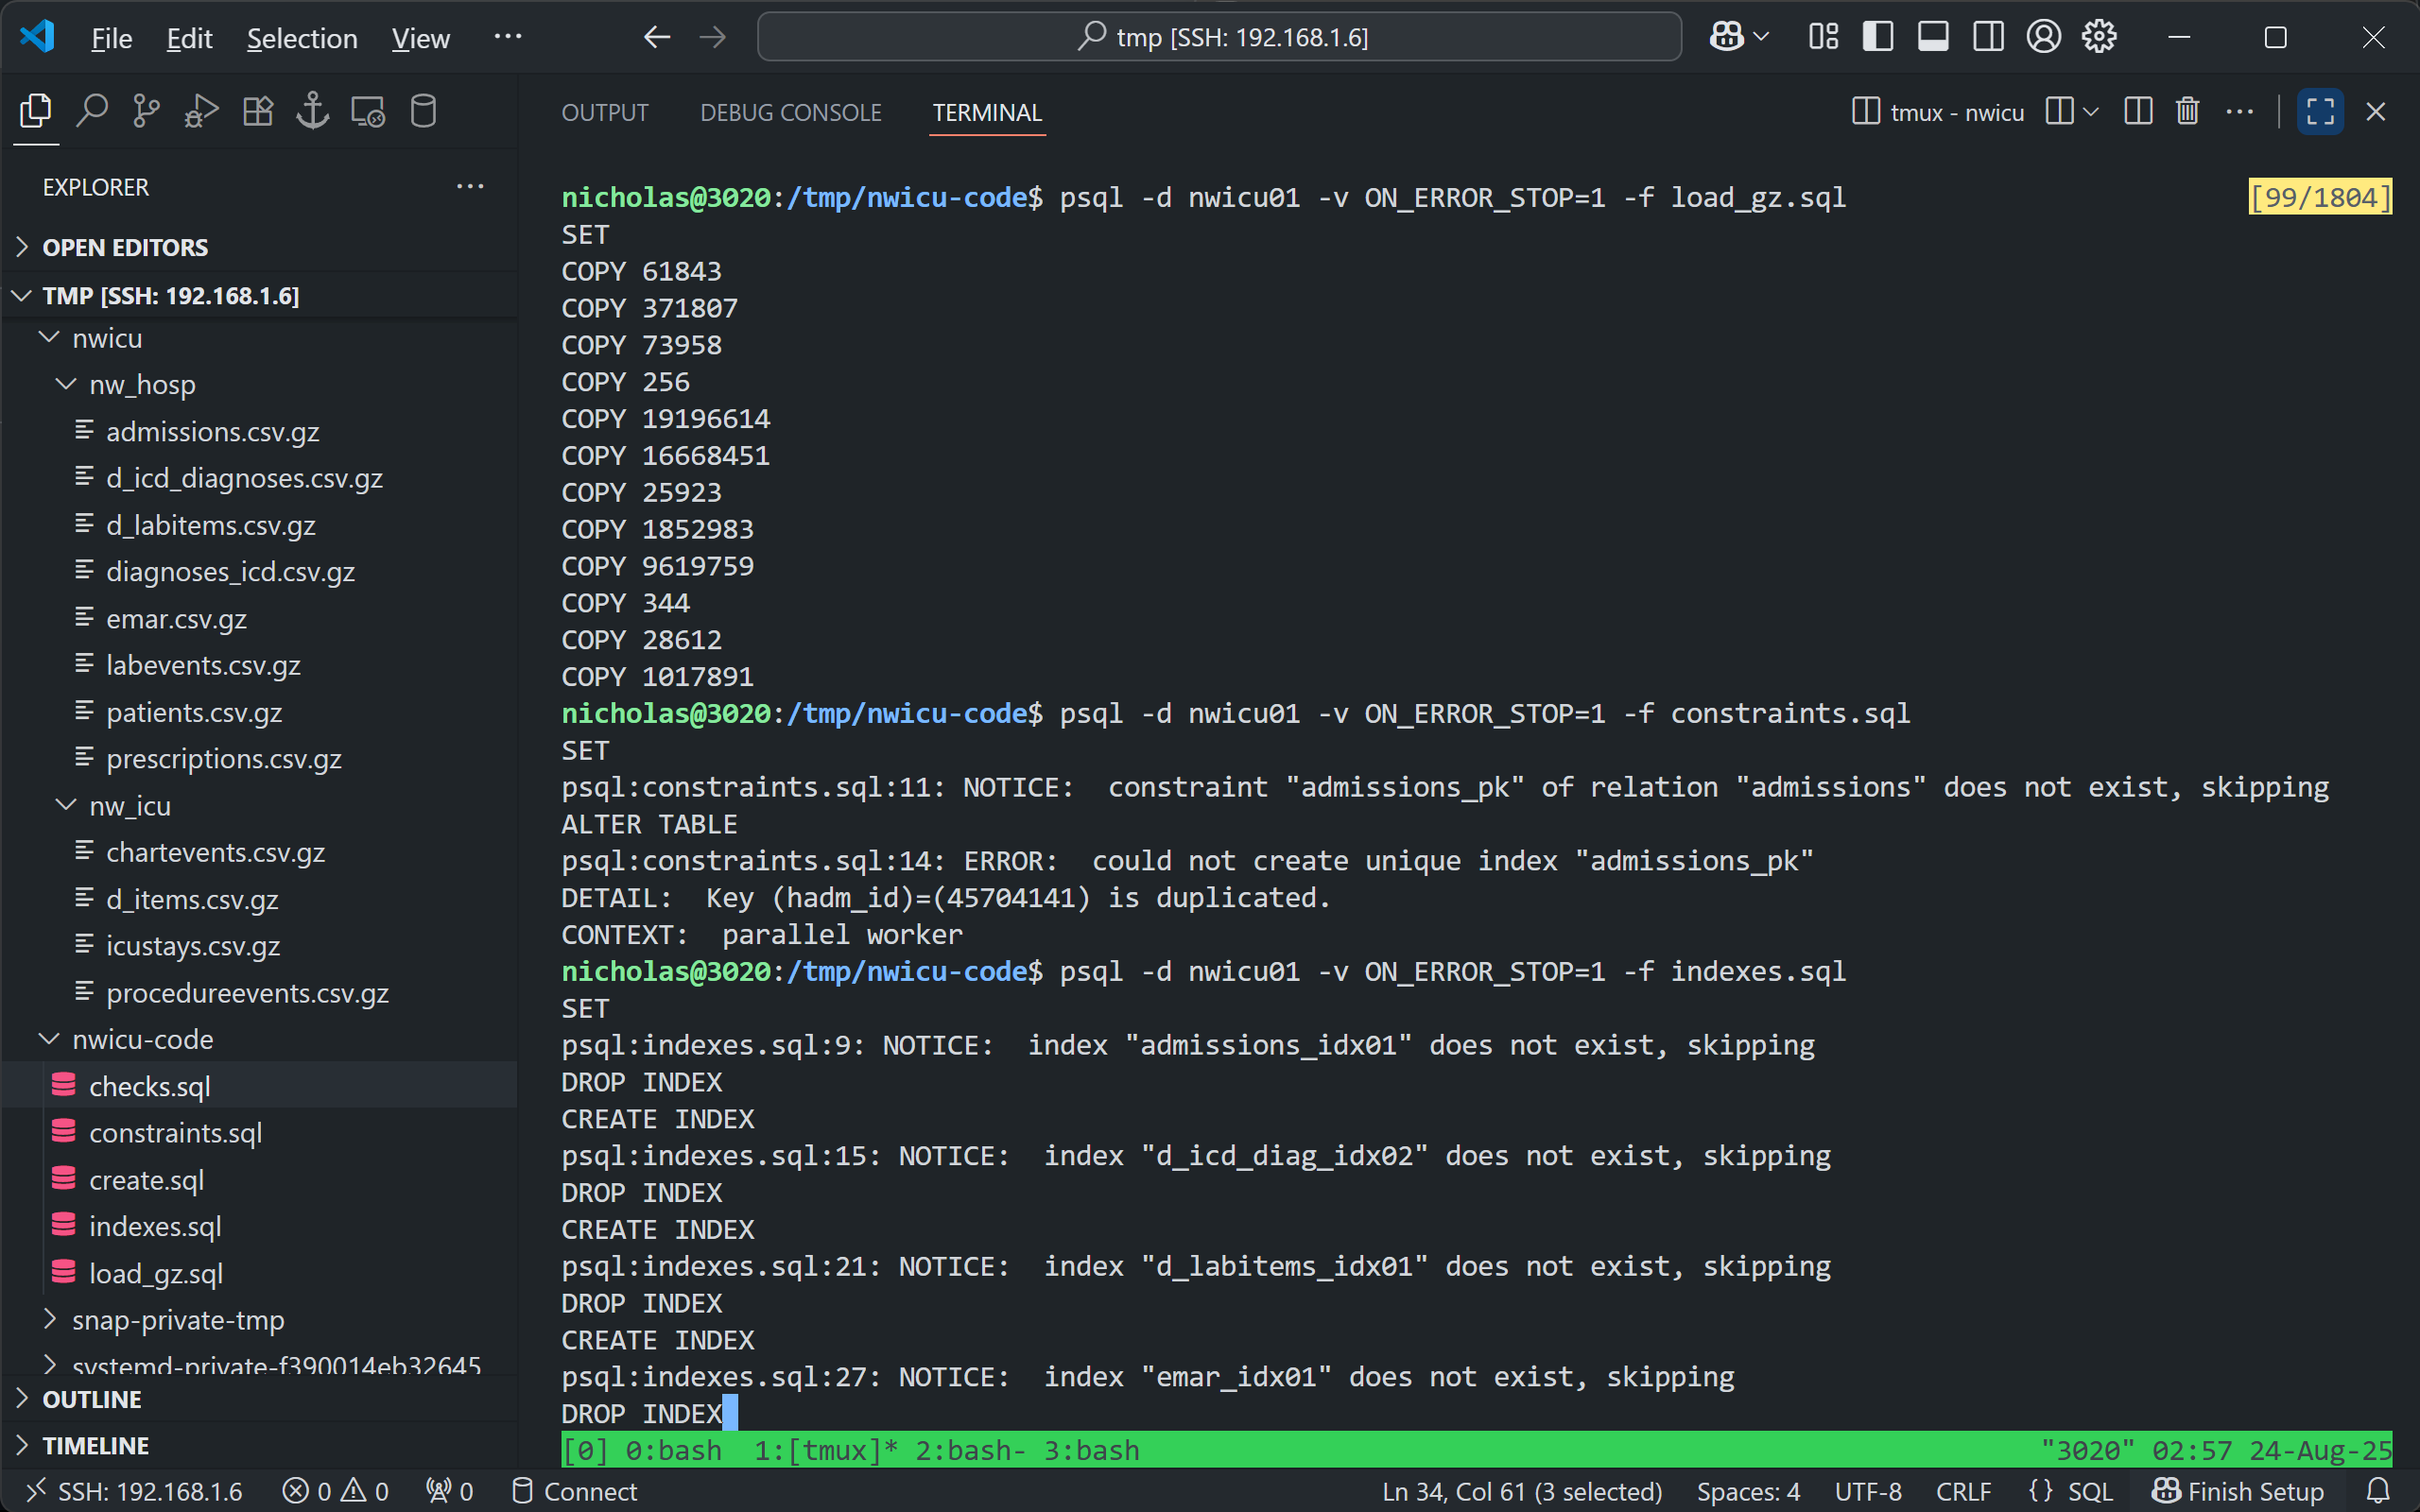 File Edit Selection View ···
tmp [SSH: 192.168.1.6]
OUTPUT DEBUG CONSOLE TERMINAL
tmux - nwicu
EXPLORER
OPEN EDITORS
TMP [SSH: 192.168.1.6]
nwicu
nw_hosp
admissions.csv.gz
d_icd_diagnoses.csv.gz
d_labitems.csv.gz
diagnoses_icd.csv.gz
emar.csv.gz
labevents.csv.gz
patients.csv.gz
prescriptions.csv.gz
nw_icu
chartevents.csv.gz
d_items.csv.gz
icustays.csv.gz
procedureevents.csv.gz
nwicu-code
checks.sql
constraints.sql
create.sql
indexes.sql
load_gz.sql
snap-private-tmp
systemd-private-f390014eb32645
OUTLINE
TIMELINE
nicholas@3020:/tmp/nwicu-code$ psql -d nwicu01 -v ON_ERROR_STOP=1 -f load_gz.sql [99/1804]
SET
COPY 61843
COPY 371807
COPY 73958
COPY 256
COPY 19196614
COPY 16668451
COPY 25923
COPY 1852983
COPY 9619759
COPY 344
COPY 28612
COPY 1017891
nicholas@3020:/tmp/nwicu-code$ psql -d nwicu01 -v ON_ERROR_STOP=1 -f constraints.sql
SET
psql:constraints.sql:11: NOTICE:  constraint "admissions_pk" of relation "admissions" does not exist, skipping
ALTER TABLE
psql:constraints.sql:14: ERROR:  could not create unique index "admissions_pk"
DETAIL:  Key (hadm_id)=(45704141) is duplicated.
CONTEXT:  parallel worker
nicholas@3020:/tmp/nwicu-code$ psql -d nwicu01 -v ON_ERROR_STOP=1 -f indexes.sql
SET
psql:indexes.sql:9: NOTICE:  index "admissions_idx01" does not exist, skipping
DROP INDEX
CREATE INDEX
psql:indexes.sql:15: NOTICE:  index "d_icd_diag_idx02" does not exist, skipping
DROP INDEX
CREATE INDEX
psql:indexes.sql:21: NOTICE:  index "d_labitems_idx01" does not exist, skipping
DROP INDEX
CREATE INDEX
psql:indexes.sql:27: NOTICE:  index "emar_idx01" does not exist, skipping
DROP INDEX
[0] 0:bash  1:[tmux]* 2:bash- 3:bash "3020" 02:57 24-Aug-25
SSH: 192.168.1.6 0 0 0 Connect Ln 34, Col 61 (3 selected) Spaces: 4 UTF-8 CRLF {} SQL Finish Setup